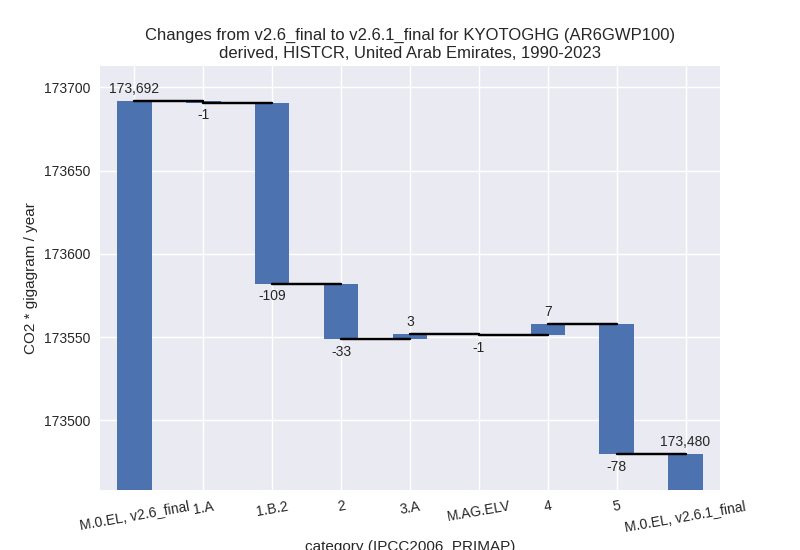 Changes from v2.6_final to v2.6.1_final for KYOTOGHG (AR6GWP100)
derived, HISTCR, United Arab Emirates, 1990-2023
CO2 * gigagram / year
173700
173650
173600
173550
173500
173,692
-1
-109
-33
3
-1
7
-78
173,480
M.0.EL, v2.6_final
1.A
1.B.2
2
3.A
M.AG.ELV
4
5
M.0.EL, v2.6.1_final
category (IPCC2006_PRIMAP)